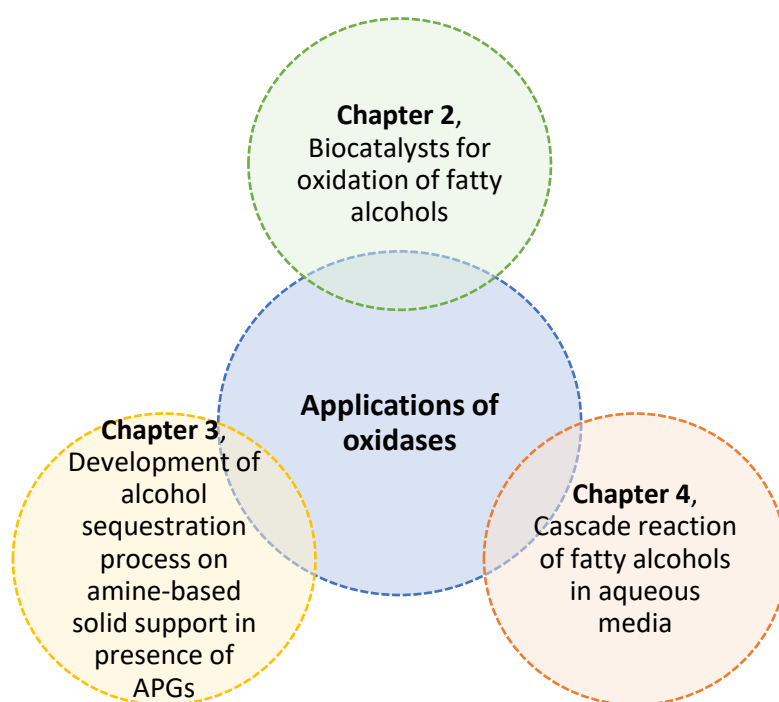 Chapter 2,
Biocatalysts for
oxidation of fatty
alcohols
Applications of
oxidases
Chapter 3,
Development of
alcohol
sequestration
process on
amine-based
solid support in
presence of
APGs
Chapter 4,
Cascade reaction
of fatty alcohols
in aqueous
media